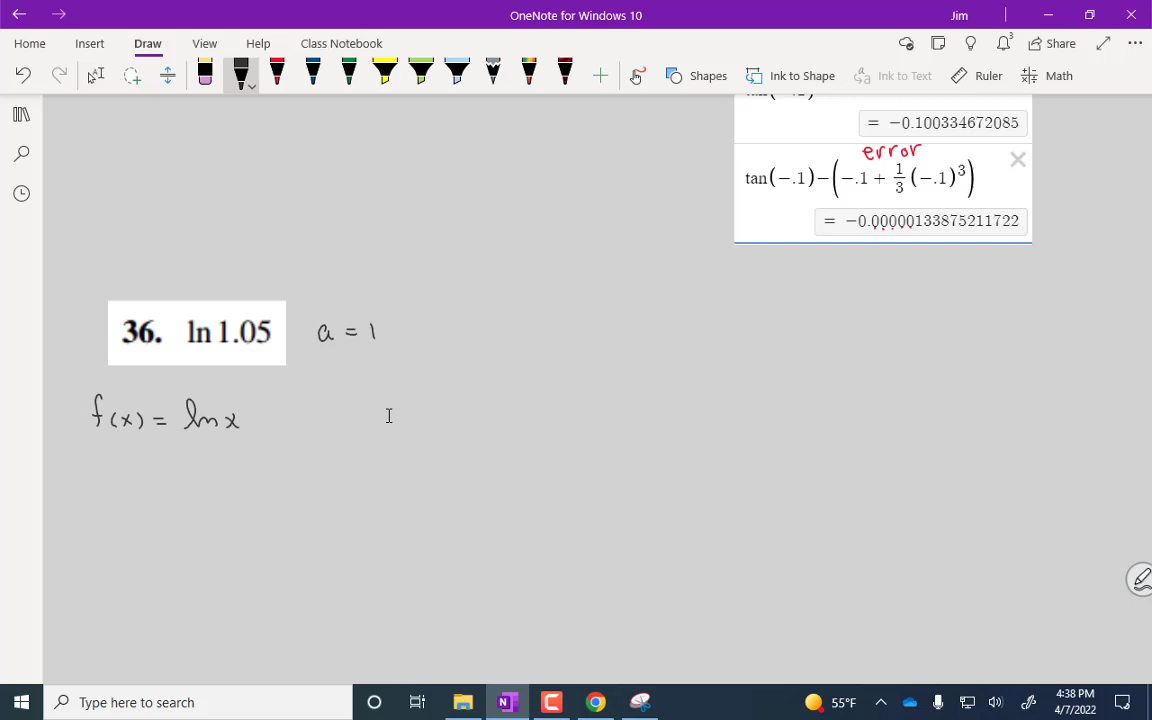 OneNote for Windows 10
Jim
Home Insert Draw View Help Class Notebook
Share
Shapes Ink to Shape Ink to Text Ruler Math
= −0.100334672085
error
tan(−.1)−(−.1 + 1/3 (−.1)^3)
= −0.00000133875211722
36. ln 1.05 a = 1
f(x) = ln x
Type here to search
55°F
4:38 PM
4/7/2022